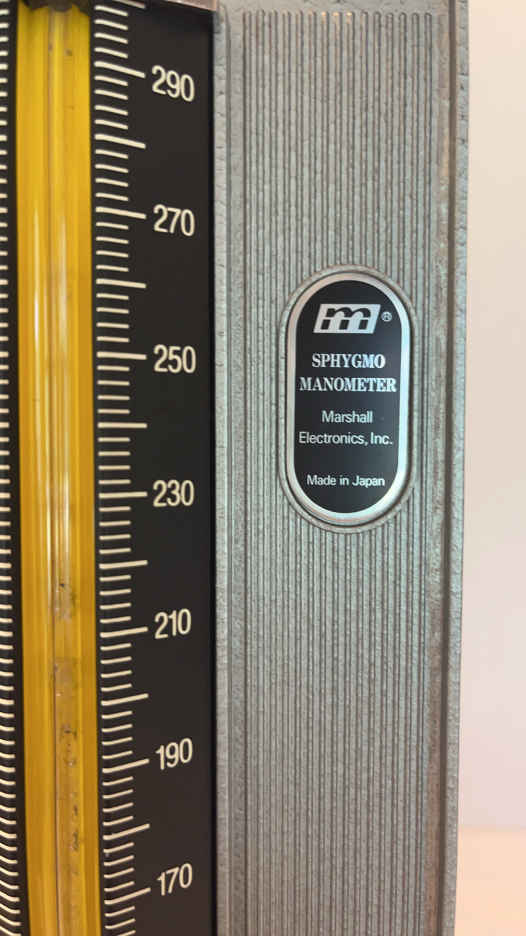 290
270
250
230
210
190
170
m®
SPHYGMO
MANOMETER
Marshall
Electronics, Inc.
Made in Japan